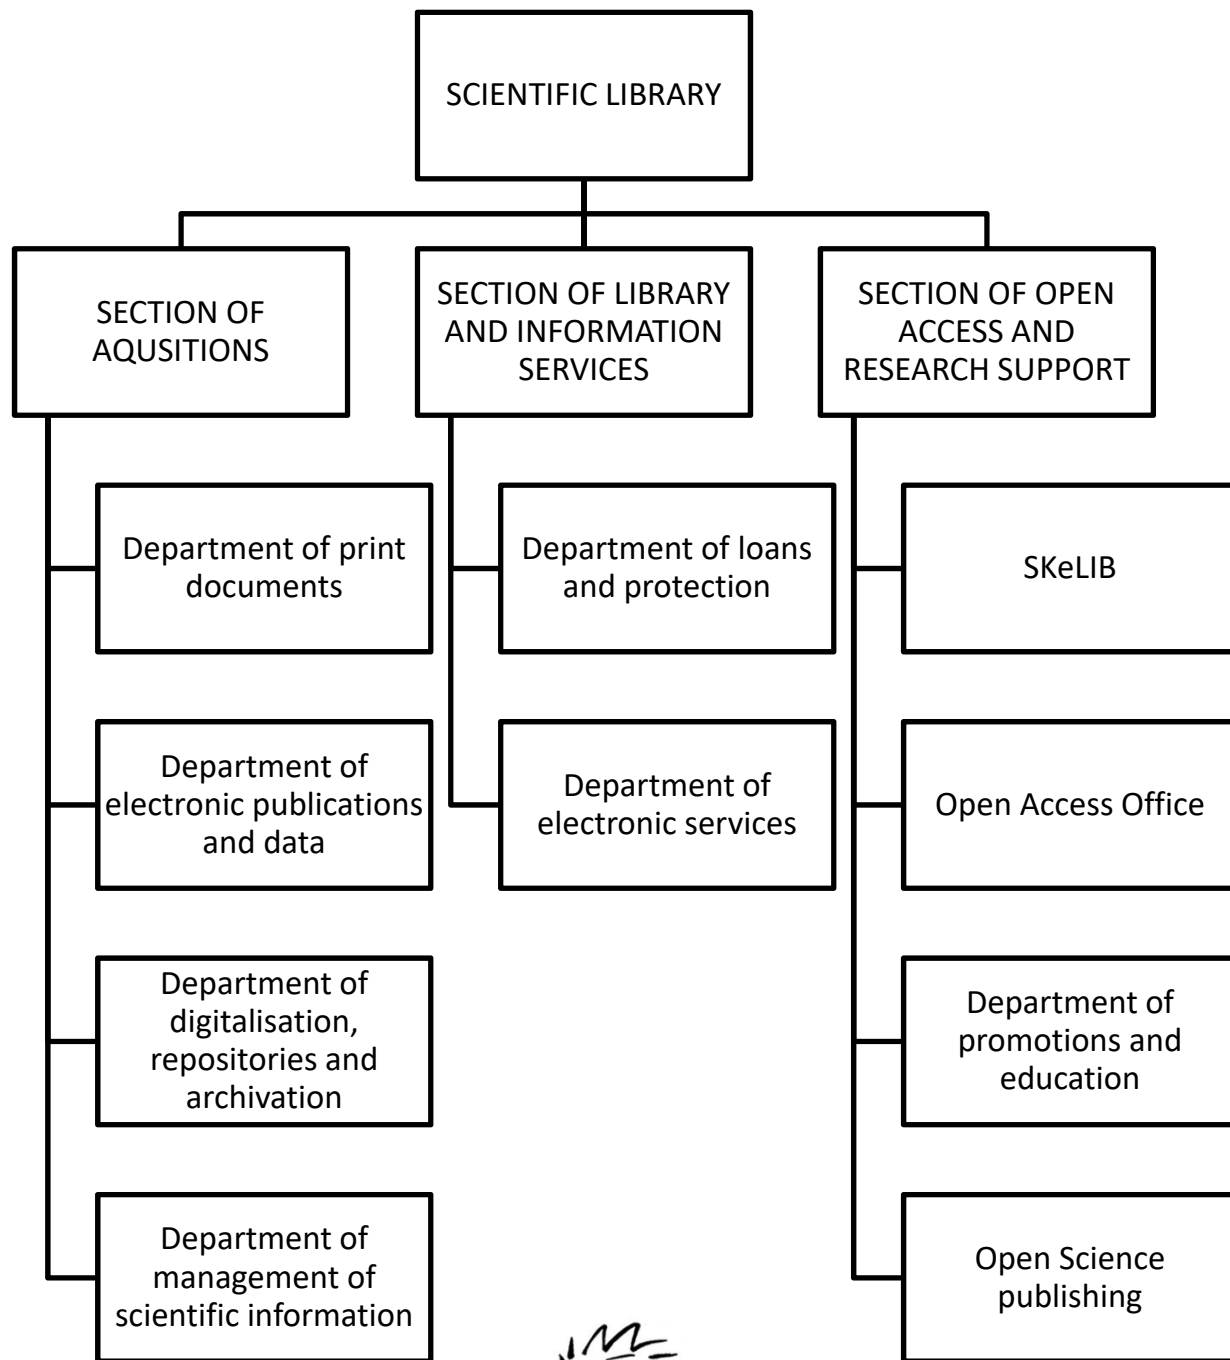 SCIENTIFIC LIBRARY
SECTION OF
AQUSITIONS
SECTION OF LIBRARY
AND INFORMATION
SERVICES
SECTION OF OPEN
ACCESS AND
RESEARCH SUPPORT
Department of print
documents
Department of
electronic publications
and data
Department of
digitalisation,
repositories and
archivation
Department of
management of
scientific information
Department of loans
and protection
Department of
electronic services
SKeLIB
Open Access Office
Department of
promotions and
education
Open Science
publishing